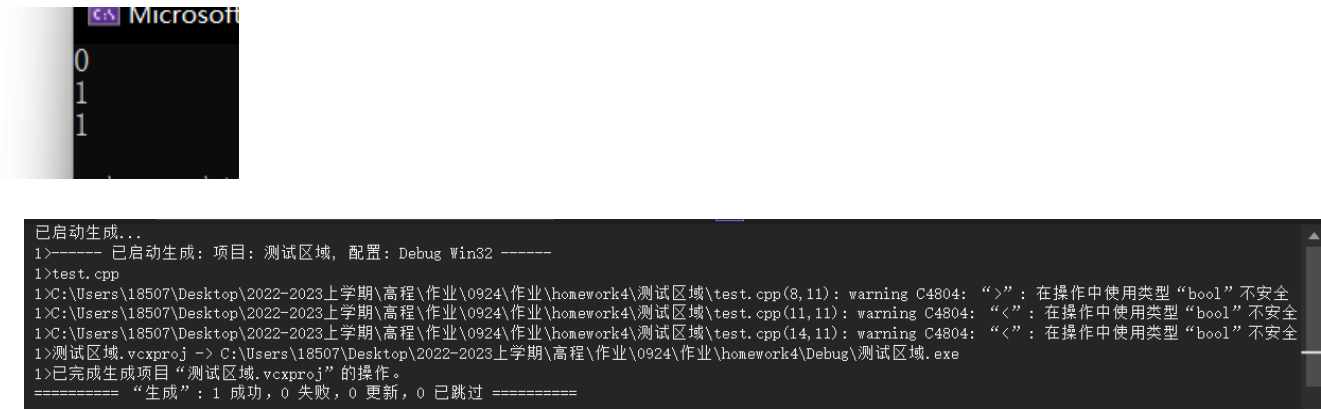 Microsoft
0
1
1
已启动生成...
1>------ 已启动生成: 项目: 测试区域, 配置: Debug Win32 ------
1>test.cpp
1>C:\Users\18507\Desktop\2022-2023上学期\高程\作业\0924\作业\homework4\测试区域\test.cpp(8,11): warning C4804: “>”: 在操作中使用类型“bool”不安全
1>C:\Users\18507\Desktop\2022-2023上学期\高程\作业\0924\作业\homework4\测试区域\test.cpp(11,11): warning C4804: “<”: 在操作中使用类型“bool”不安全
1>C:\Users\18507\Desktop\2022-2023上学期\高程\作业\0924\作业\homework4\测试区域\test.cpp(14,11): warning C4804: “<”: 在操作中使用类型“bool”不安全
1>测试区域.vcxproj -> C:\Users\18507\Desktop\2022-2023上学期\高程\作业\0924\作业\homework4\Debug\测试区域.exe
1>已完成生成项目“测试区域.vcxproj”的操作。
========== “生成”: 1 成功，0 失败，0 更新，0 已跳过 ==========